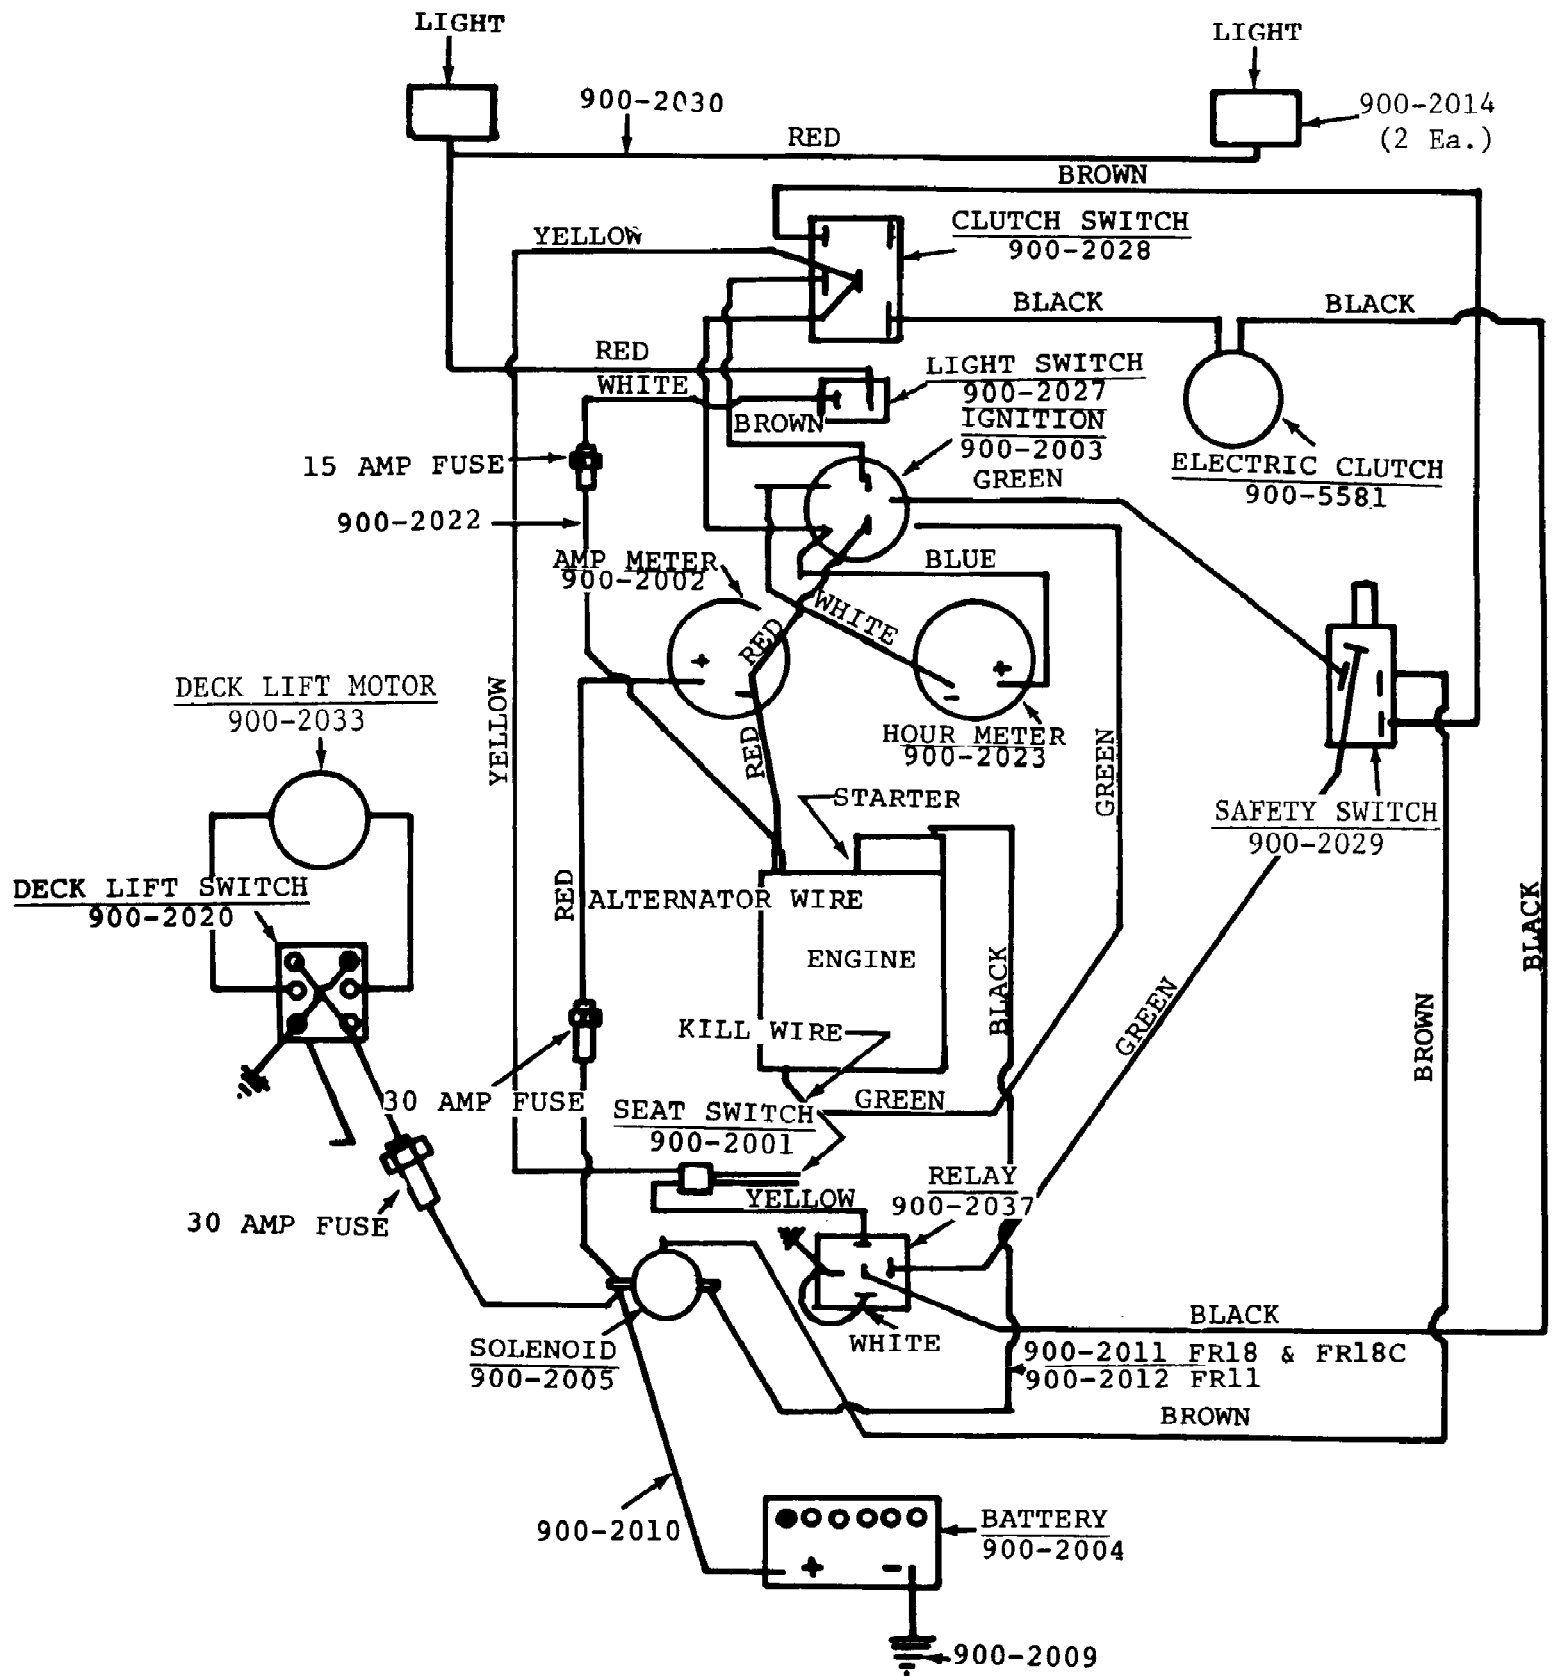 LIGHT
LIGHT
900-2030
900-2014
(2 Ea.)
RED
BROWN
YELLOW
CLUTCH SWITCH
900-2028
BLACK
BLACK
RED
WHITE
LIGHT SWITCH
900-2027
BROWN
IGNITION
900-2003
15 AMP FUSE
GREEN
ELECTRIC CLUTCH
900-5581
900-2022
AMP METER
900-2002
BLUE
WHITE
RED
+
-
+
-
DECK LIFT MOTOR
900-2033
YELLOW
RED
HOUR METER
900-2023
GREEN
STARTER
SAFETY SWITCH
900-2029
DECK LIFT SWITCH
900-2020
RED
ALTERNATOR WIRE
ENGINE
BLACK
BLACK
KILL WIRE
GREEN
BROWN
30 AMP FUSE
SEAT SWITCH
900-2001
GREEN
RELAY
900-2037
YELLOW
30 AMP FUSE
SOLENOID
900-2005
WHITE
BLACK
900-2011 FR18 & FR18C
900-2012 FR11
BROWN
900-2010
BATTERY
900-2004
+ -
900-2009